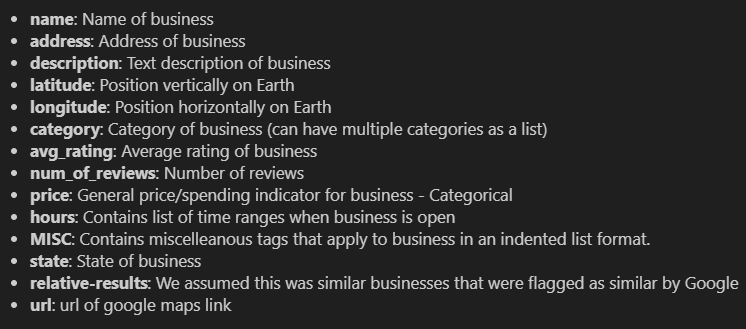 • name: Name of business
• address: Address of business
• description: Text description of business
• latitude: Position vertically on Earth
• longitude: Position horizontally on Earth
• category: Category of business (can have multiple categories as a list)
• avg_rating: Average rating of business
• num_of_reviews: Number of reviews
• price: General price/spending indicator for business - Categorical
• hours: Contains list of time ranges when business is open
• MISC: Contains miscelleanous tags that apply to business in an indented list format.
• state: State of business
• relative-results: We assumed this was similar businesses that were flagged as similar by Google
• url: url of google maps link